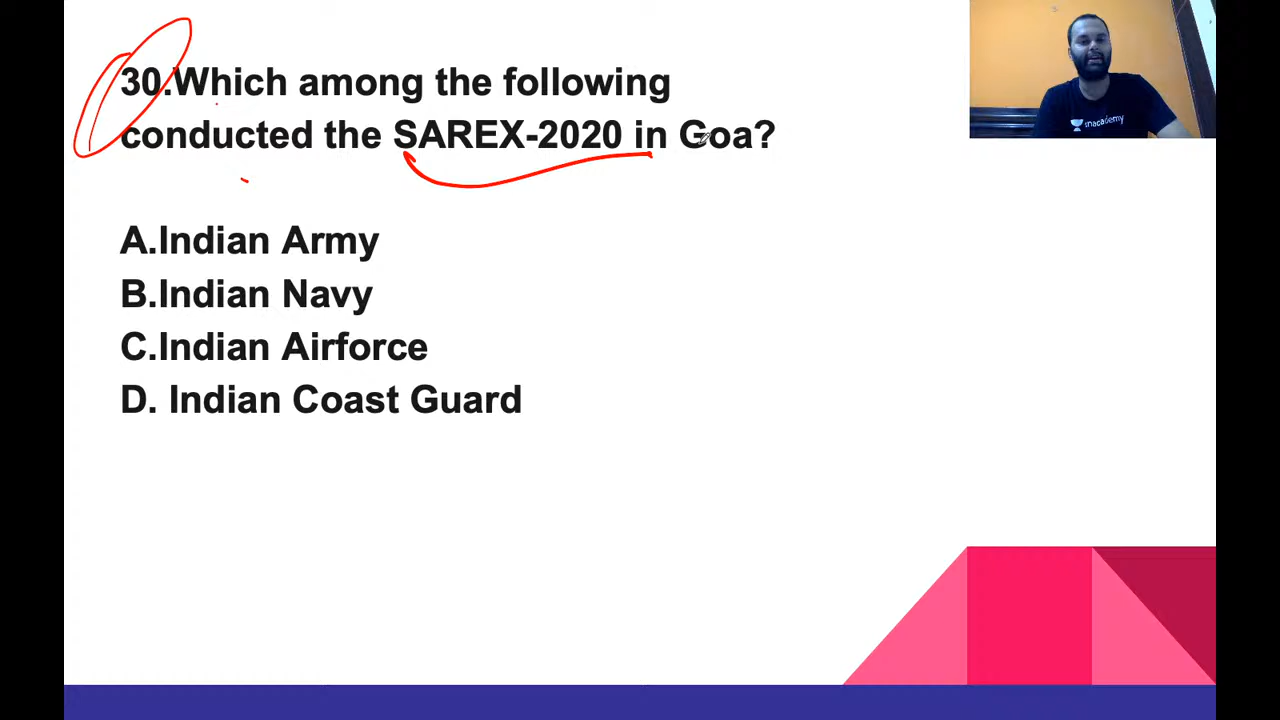 30.Which among the following
conducted the SAREX-2020 in Goa?
A.Indian Army
B.Indian Navy
C.Indian Airforce
D. Indian Coast Guard
unacademy